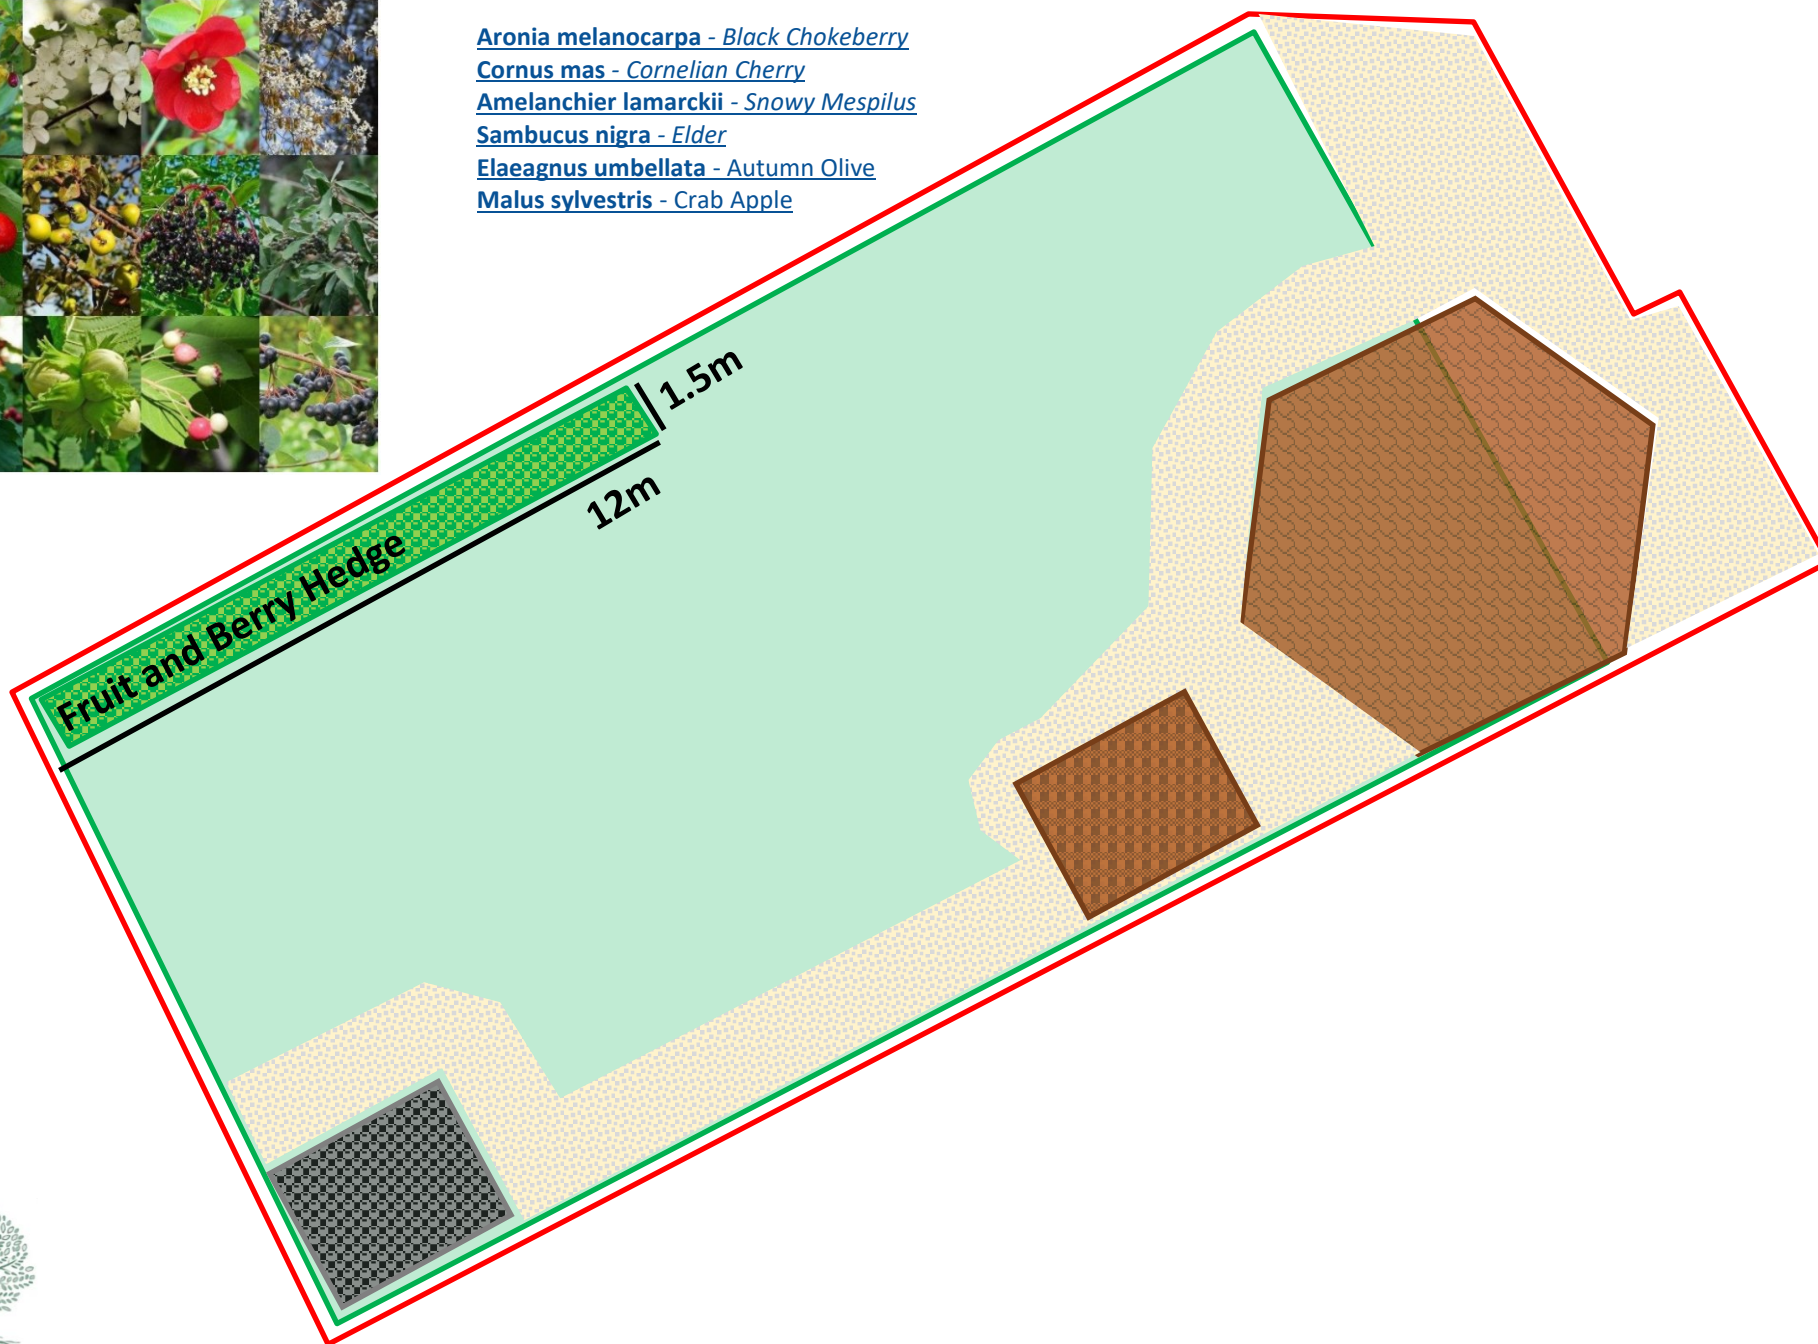 Aronia melanocarpa - Black Chokeberry
Cornus mas - Cornelian Cherry
Amelanchier lamarckii - Snowy Mespilus
Sambucus nigra - Elder
Elaeagnus umbellata - Autumn Olive
Malus sylvestris - Crab Apple
1.5m
12m
Fruit and Berry Hedge